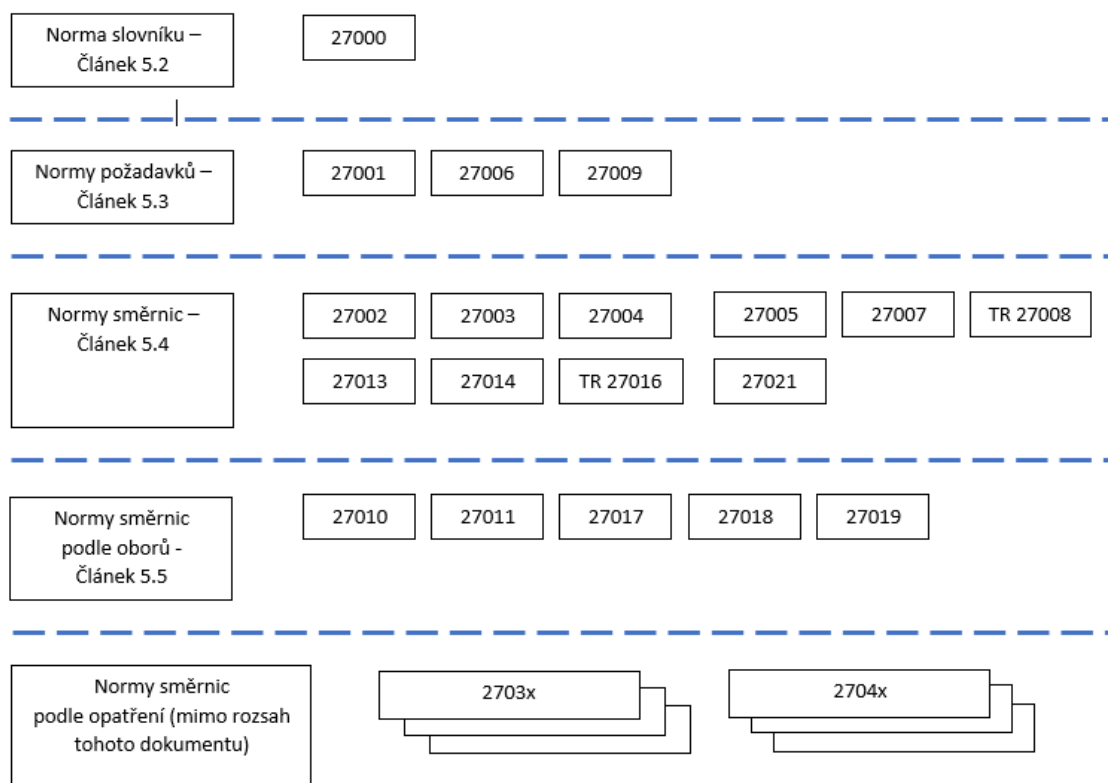 Norma slovníku –
Článek 5.2
27000
Normy požadavků –
Článek 5.3
27001 27006 27009
Normy směrnic –
Článek 5.4
27002 27003 27004 27005 27007 TR 27008
27013 27014 TR 27016 27021
Normy směrnic
podle oborů -
Článek 5.5
27010 27011 27017 27018 27019
Normy směrnic
podle opatření (mimo rozsah
tohoto dokumentu)
2703x 2704x